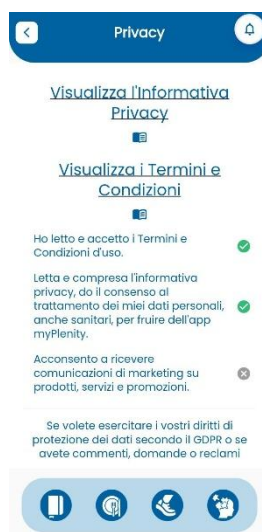 Privacy
Visualizza l'Informativa
Privacy
Visualizza i Termini e
Condizioni
Ho letto e accetto i Termini e
Condizioni d'uso.
Letta e compresa l'informativa
privacy, do il consenso al
trattamento dei miei dati personali,
anche sanitari, per fruire dell'app
myPlenity.
Acconsento a ricevere
comunicazioni di marketing su
prodotti, servizi e promozioni.
Se volete esercitare i vostri diritti di
protezione dei dati secondo il GDPR o se
avete commenti, domande o reclami